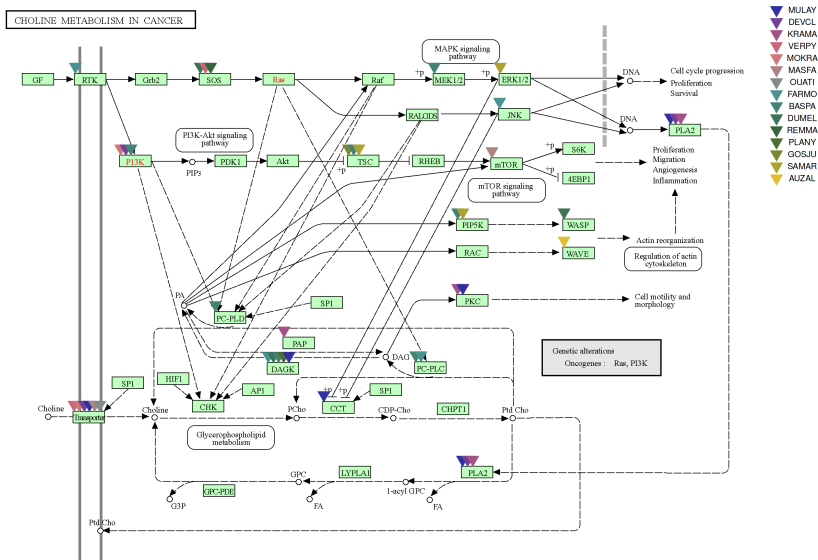 CHOLINE METABOLISM IN CANCER
MULAY
DEVCL
KRAMA
VERPY
MOKRA
MASFA
OUATI
FARMO
BASPA
DUMEL
REMMA
PLANY
GOSJU
SAMAR
AUZAL
MAPK signaling
pathway
GF
RTK
Grb2
SOS
Ras
Raf
+p
MEK1/2
+p
ERK1/2
DNA
Cell cycle progression
Proliferation
Survival
RALGDS
JNK
DNA
PLA2
PI3K-Akt signaling
pathway
PI3K
PIP3
PDK1
Akt
+p
TSC
RHEB
mTOR
+p
S6K
+p
4EBP1
mTOR signaling
pathway
Proliferation
Migration
Angiogenesis
Inflammation
PIP5K
WASP
RAC
WAVE
Actin reorganization
Regulation of actin
cytoskeleton
PA
PC-PLD
SP1
PKC
Cell motility and
morphology
PAP
DAGK
DAG
PC-PLC
Genetic alterations
Oncogenes : Ras, PI3K
SP1
HIF1
AP1
CHK
+p
+p
SP1
CCT
CHPT1
Choline
Transporter
Choline
PCho
CDP-Cho
Ptd Cho
Glycerophospholipid
metabolism
GPC
LYPLA1
PLA2
GPC-PDE
1-acyl GPC
G3P
FA
FA
Ptd Cho